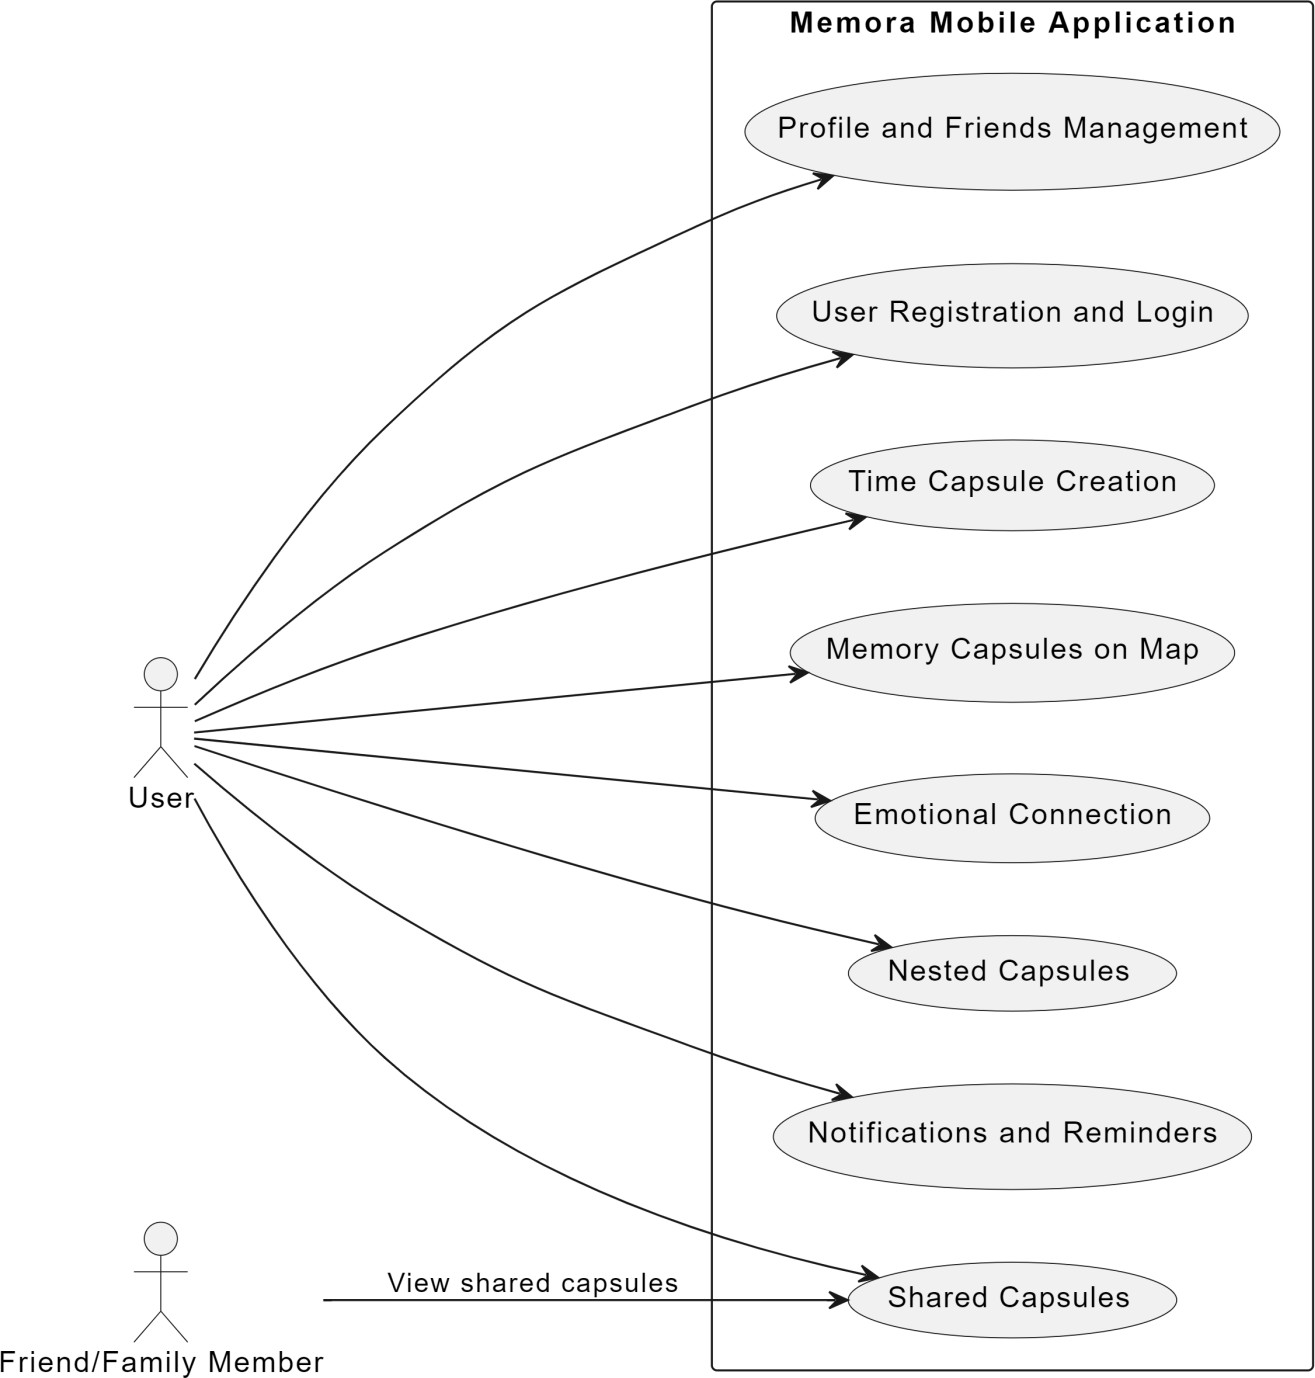 Memora Mobile Application
Profile and Friends Management
User Registration and Login
Time Capsule Creation
Memory Capsules on Map
User
Emotional Connection
Nested Capsules
Notifications and Reminders
View shared capsules
Shared Capsules
Friend/Family Member